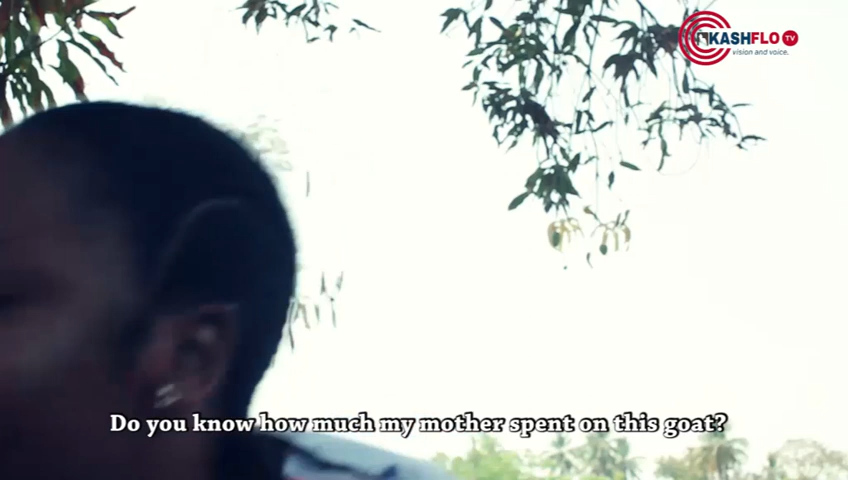 KASHFLO TV
vision and voice.
Do you know how much my mother spent on this goat?